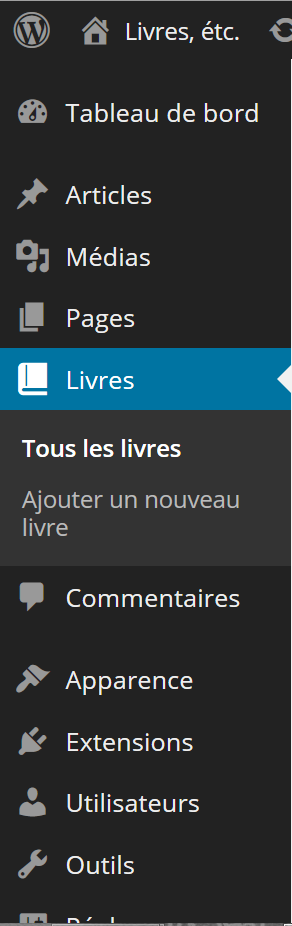 Livres, étc.
Tableau de bord
Articles
Médias
Pages
Livres
Tous les livres
Ajouter un nouveau
livre
Commentaires
Apparence
Extensions
Utilisateurs
Outils